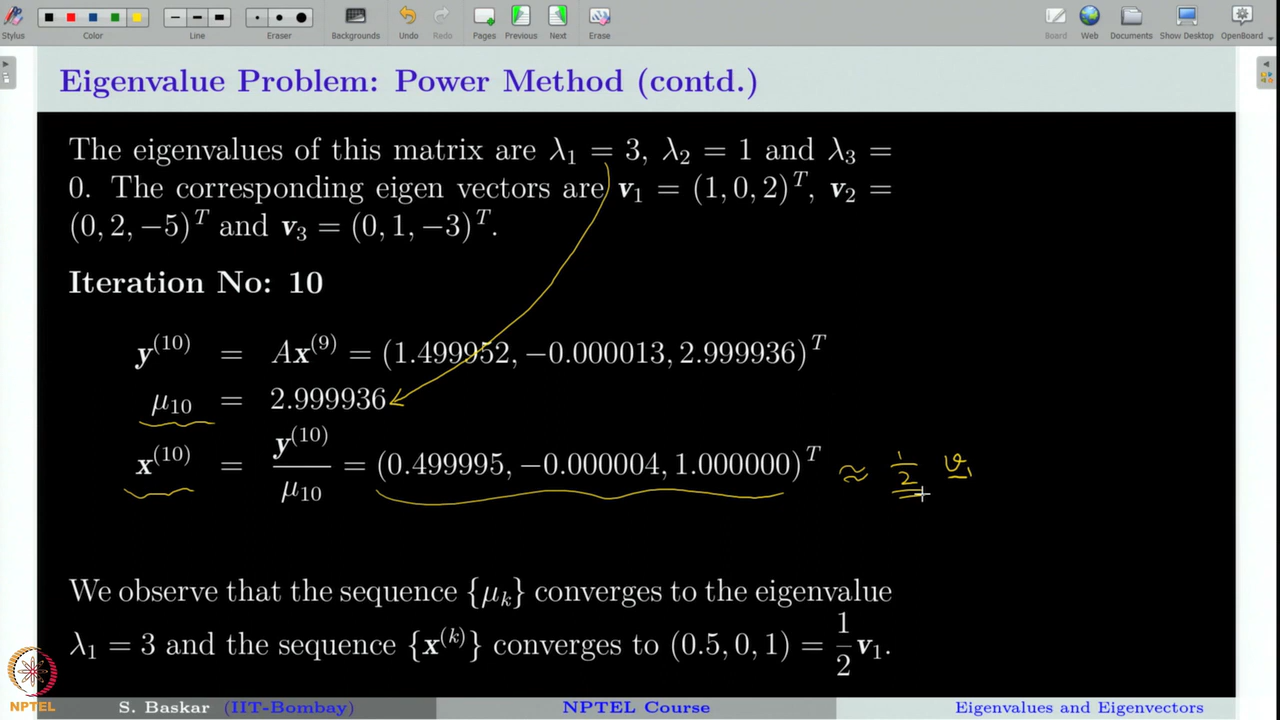 Stylus Color Line Eraser Backgrounds Undo Redo Pages Previous Next Erase Board Web Documents Show Desktop OpenBoard
Eigenvalue Problem: Power Method (contd.)
The eigenvalues of this matrix are λ₁ = 3, λ₂ = 1 and λ₃ =
0. The corresponding eigen vectors are v₁ = (1, 0, 2)ᵀ, v₂ =
(0, 2, −5)ᵀ and v₃ = (0, 1, −3)ᵀ.
Iteration No: 10
y⁽¹⁰⁾ = Ax⁽⁹⁾ = (1.499952, −0.000013, 2.999936)ᵀ
μ₁₀ = 2.999936
x⁽¹⁰⁾ = y⁽¹⁰⁾/μ₁₀ = (0.499995, −0.000004, 1.000000)ᵀ ≈ 1/2 v₁
We observe that the sequence {μₖ} converges to the eigenvalue
λ₁ = 3 and the sequence {x⁽ᵏ⁾} converges to (0.5, 0, 1) = 1/2 v₁.
NPTEL
S. Baskar (IIT-Bombay) NPTEL Course Eigenvalues and Eigenvectors